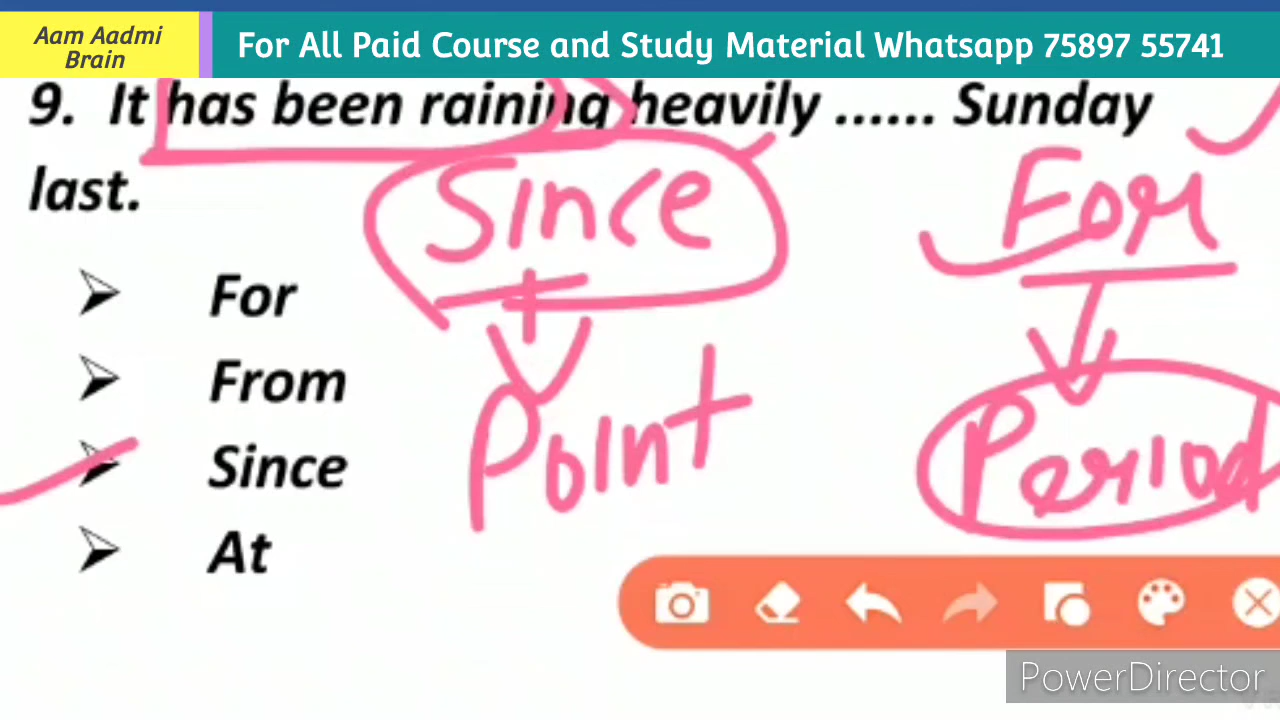 Aam Aadmi
Brain
For All Paid Course and Study Material Whatsapp 75897 55741
9. It has been raining heavily ...... Sunday
last.
Since
For
For
From
Point
Period
Since
At
PowerDirector